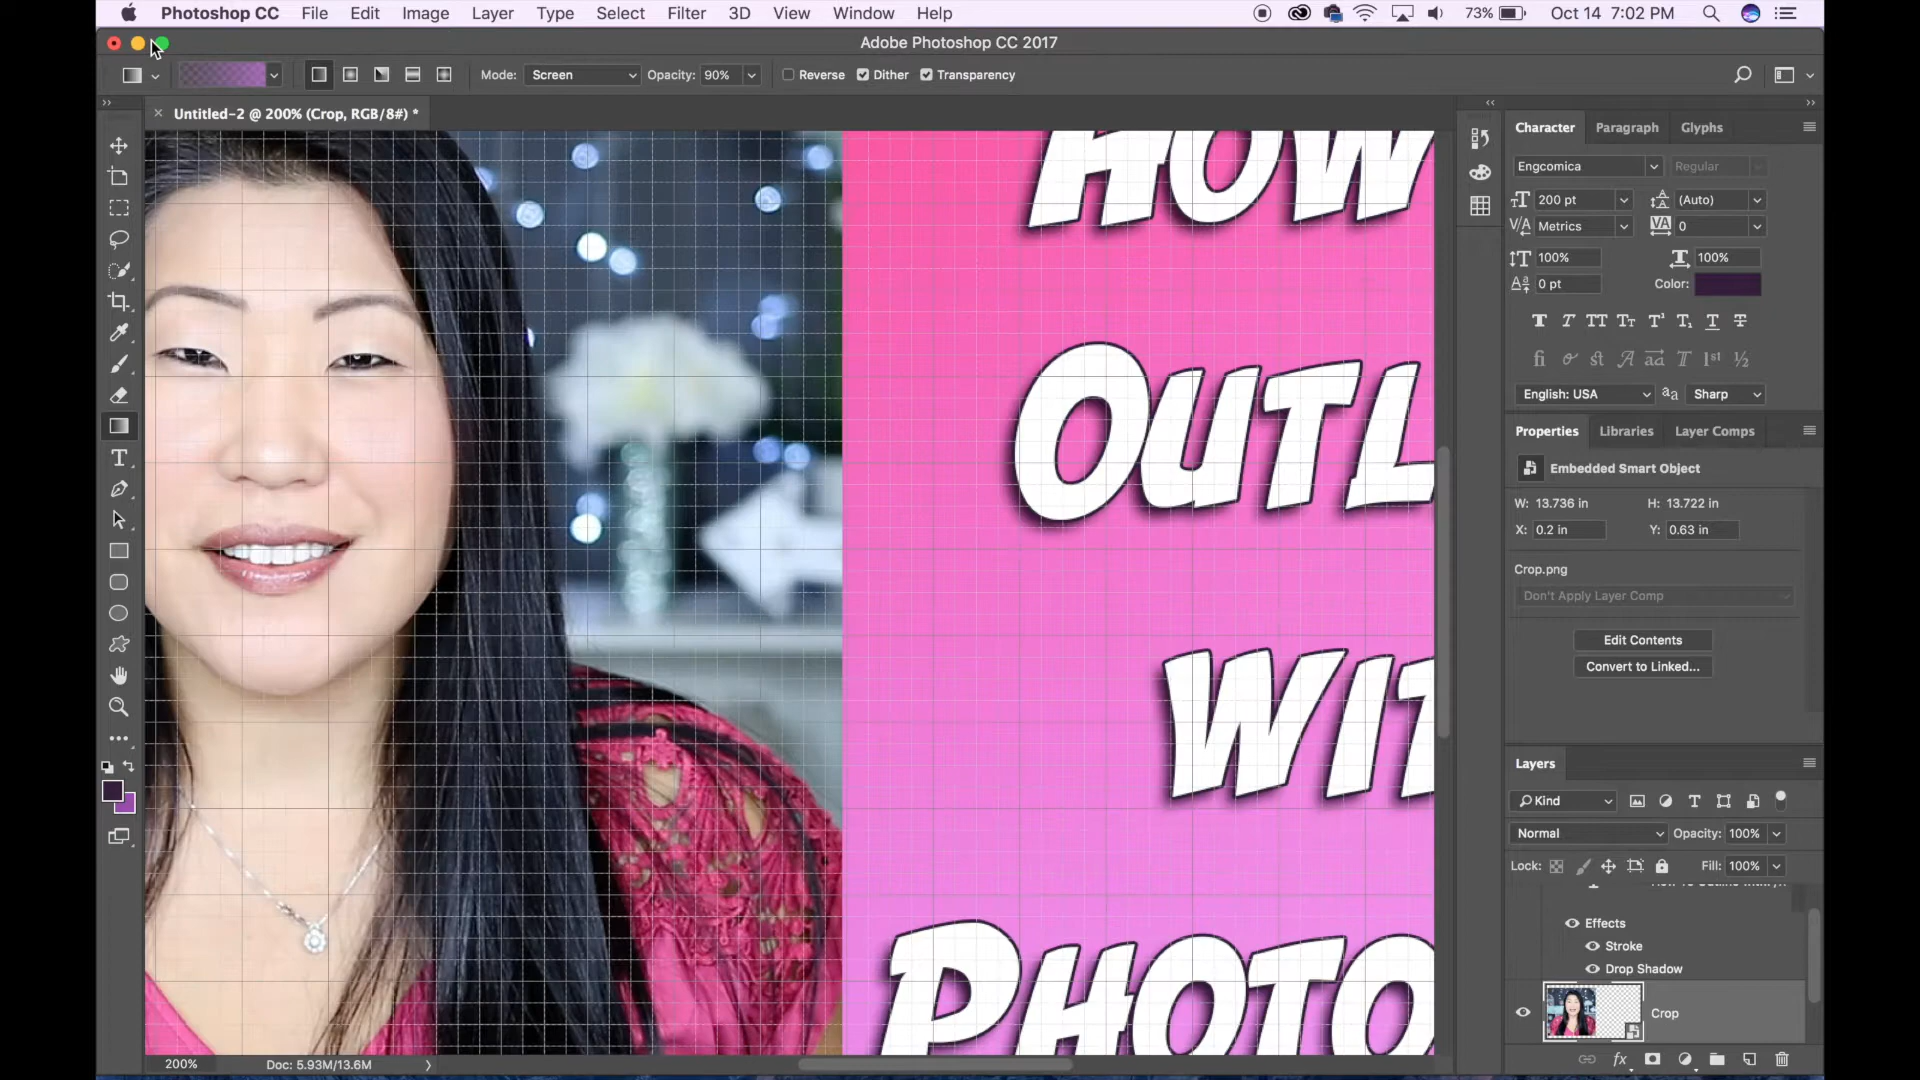 Photoshop CC File Edit Image Layer Type Select Filter 3D View Window Help 73% Oct 14 7:02 PM
Adobe Photoshop CC 2017
Mode: Screen Opacity: 90% Reverse Dither Transparency
Untitled-2 @ 200% (Crop, RGB/8#) *
HOW
OUTL
WIT
PHOTO
Character Paragraph Glyphs
Engcomica Regular
200 pt (Auto)
Metrics 0
100% 100%
0 pt Color:
English: USA Sharp
Properties Libraries Layer Comps
Embedded Smart Object
W: 13.736 in H: 13.722 in
X: 0.2 in Y: 0.63 in
Crop.png
Don't Apply Layer Comp
Edit Contents
Convert to Linked...
Layers
Kind
Normal Opacity: 100%
Lock: Fill: 100%
Effects
Stroke
Drop Shadow
Crop
200% Doc: 5.93M/13.6M